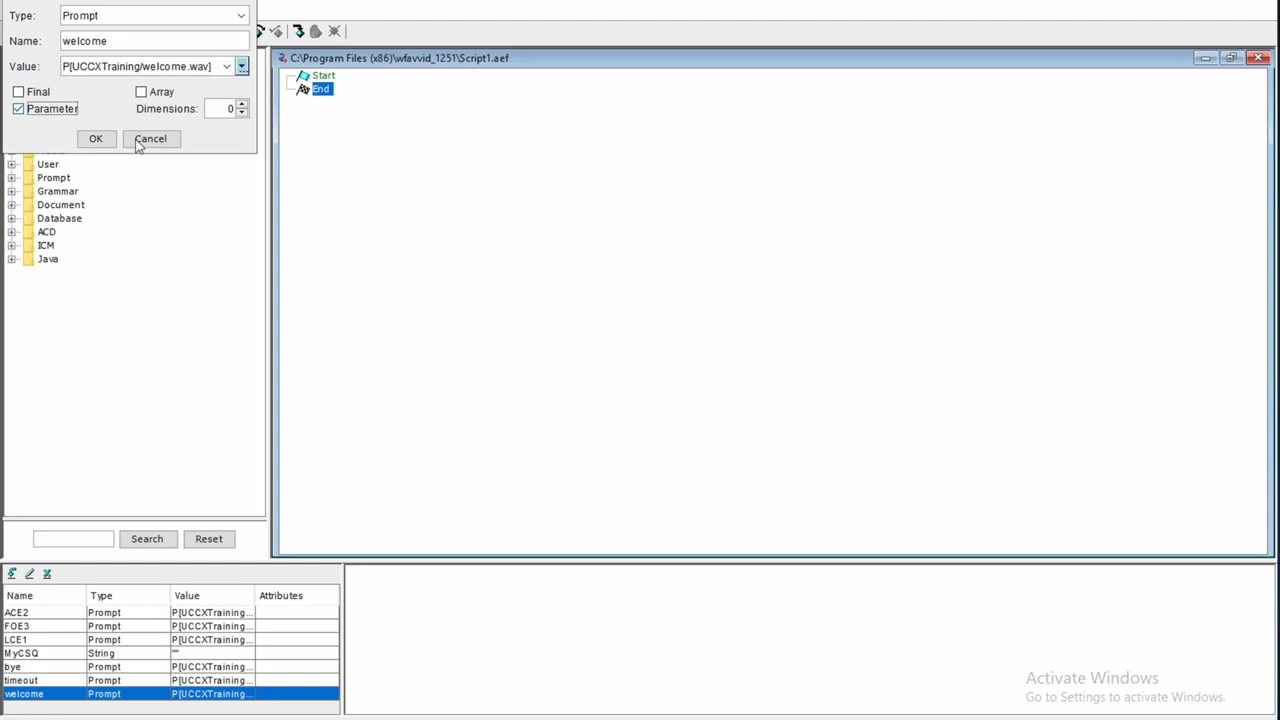 Type: Prompt
Name: welcome
Value: P[UCCXTraining/welcome.wav]
Final Array
Parameter Dimensions: 0
OK Cancel
C:\Program Files (x86)\wfavvid_1251\Script1.aef
Start
End
User
Prompt
Grammar
Document
Database
ACD
ICM
Java
Search Reset
Name Type Value Attributes
ACE2 Prompt P[UCCXTraining...
FOE3 Prompt P[UCCXTraining...
LCE1 Prompt P[UCCXTraining...
MyCSQ String ""
bye Prompt P[UCCXTraining...
timeout Prompt P[UCCXTraining...
welcome Prompt P[UCCXTraining...
Activate Windows
Go to Settings to activate Windows.